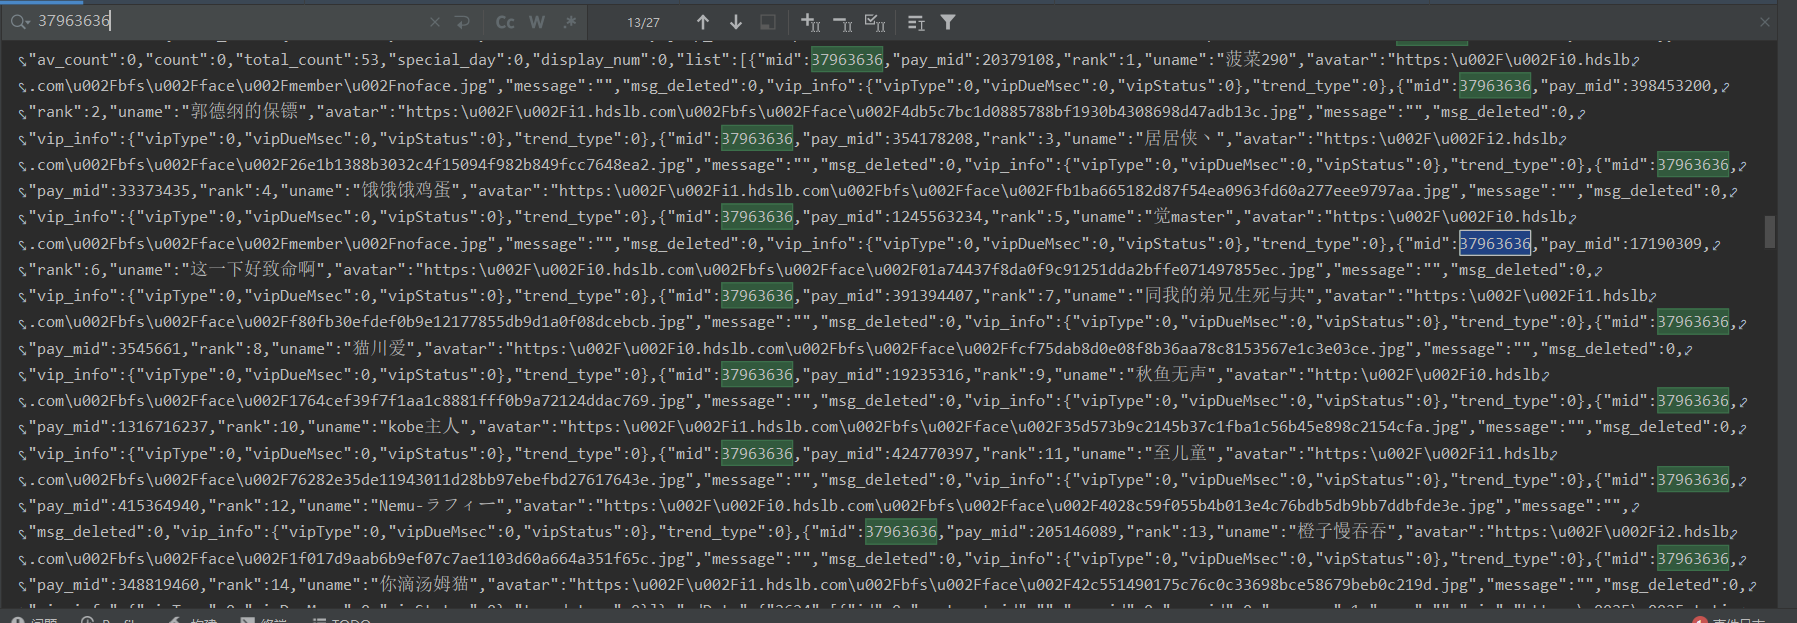 37963636
Cc W .* 13/27
"av_count":0,"count":0,"total_count":53,"special_day":0,"display_num":0,"list":[{"mid":37963636,"pay_mid":20379108,"rank":1,"uname":"菠菜290","avatar":"https:\u002F\u002Fi0.hdslb
.com\u002Fbfs\u002Fface\u002Fmember\u002Fnoface.jpg","message":"","msg_deleted":0,"vip_info":{"vipType":0,"vipDueMsec":0,"vipStatus":0},"trend_type":0},{"mid":37963636,"pay_mid":398453200,
"rank":2,"uname":"郭德纲的保镖","avatar":"https:\u002F\u002Fi1.hdslb.com\u002Fbfs\u002Fface\u002F4db5c7bc1d0885788bf1930b4308698d47adb13c.jpg","message":"","msg_deleted":0,
"vip_info":{"vipType":0,"vipDueMsec":0,"vipStatus":0},"trend_type":0},{"mid":37963636,"pay_mid":354178208,"rank":3,"uname":"居居侠丶","avatar":"https:\u002F\u002Fi2.hdslb
.com\u002Fbfs\u002Fface\u002F26e1b1388b3032c4f15094f982b849fcc7648ea2.jpg","message":"","msg_deleted":0,"vip_info":{"vipType":0,"vipDueMsec":0,"vipStatus":0},"trend_type":0},{"mid":37963636,
"pay_mid":33373435,"rank":4,"uname":"饿饿饿鸡蛋","avatar":"https:\u002F\u002Fi1.hdslb.com\u002Fbfs\u002Fface\u002Ffb1ba665182d87f54ea0963fd60a277eee9797aa.jpg","message":"","msg_deleted":0,
"vip_info":{"vipType":0,"vipDueMsec":0,"vipStatus":0},"trend_type":0},{"mid":37963636,"pay_mid":1245563234,"rank":5,"uname":"觉master","avatar":"https:\u002F\u002Fi0.hdslb
.com\u002Fbfs\u002Fface\u002Fmember\u002Fnoface.jpg","message":"","msg_deleted":0,"vip_info":{"vipType":0,"vipDueMsec":0,"vipStatus":0},"trend_type":0},{"mid":37963636,"pay_mid":17190309,
"rank":6,"uname":"这一下好致命啊","avatar":"https:\u002F\u002Fi0.hdslb.com\u002Fbfs\u002Fface\u002F01a74437f8da0f9c91251dda2bffe071497855ec.jpg","message":"","msg_deleted":0,
"vip_info":{"vipType":0,"vipDueMsec":0,"vipStatus":0},"trend_type":0},{"mid":37963636,"pay_mid":391394407,"rank":7,"uname":"同我的弟兄生死与共","avatar":"https:\u002F\u002Fi1.hdslb
.com\u002Fbfs\u002Fface\u002Ff80fb30efdef0b9e12177855db9d1a0f08dcebcb.jpg","message":"","msg_deleted":0,"vip_info":{"vipType":0,"vipDueMsec":0,"vipStatus":0},"trend_type":0},{"mid":37963636,
"pay_mid":3545661,"rank":8,"uname":"猫川爱","avatar":"https:\u002F\u002Fi0.hdslb.com\u002Fbfs\u002Fface\u002Ffcf75dab8d0e08f8b36aa78c8153567e1c3e03ce.jpg","message":"","msg_deleted":0,
"vip_info":{"vipType":0,"vipDueMsec":0,"vipStatus":0},"trend_type":0},{"mid":37963636,"pay_mid":19235316,"rank":9,"uname":"秋鱼无声","avatar":"http:\u002F\u002Fi0.hdslb
.com\u002Fbfs\u002Fface\u002F1764cef39f7f1aa1c8881fff0b9a72124ddac769.jpg","message":"","msg_deleted":0,"vip_info":{"vipType":0,"vipDueMsec":0,"vipStatus":0},"trend_type":0},{"mid":37963636,
"pay_mid":1316716237,"rank":10,"uname":"kobe主人","avatar":"https:\u002F\u002Fi1.hdslb.com\u002Fbfs\u002Fface\u002F35d573b9c2145b37c1fba1c56b45e898c2154cfa.jpg","message":"","msg_deleted":0,
"vip_info":{"vipType":0,"vipDueMsec":0,"vipStatus":0},"trend_type":0},{"mid":37963636,"pay_mid":424770397,"rank":11,"uname":"至儿童","avatar":"https:\u002F\u002Fi1.hdslb
.com\u002Fbfs\u002Fface\u002F76282e35de11943011d28bb97ebefbd27617643e.jpg","message":"","msg_deleted":0,"vip_info":{"vipType":0,"vipDueMsec":0,"vipStatus":0},"trend_type":0},{"mid":37963636,
"pay_mid":415364940,"rank":12,"uname":"Nemu-ラフィー","avatar":"https:\u002F\u002Fi0.hdslb.com\u002Fbfs\u002Fface\u002F4028c59f055b4b013e4c76bdb5db9bb7ddbfde3e.jpg","message":"",
"msg_deleted":0,"vip_info":{"vipType":0,"vipDueMsec":0,"vipStatus":0},"trend_type":0},{"mid":37963636,"pay_mid":205146089,"rank":13,"uname":"橙子慢吞吞","avatar":"https:\u002F\u002Fi2.hdslb
.com\u002Fbfs\u002Fface\u002F1f017d9aab6b9ef07c7ae1103d60a664a351f65c.jpg","message":"","msg_deleted":0,"vip_info":{"vipType":0,"vipDueMsec":0,"vipStatus":0},"trend_type":0},{"mid":37963636,
"pay_mid":348819460,"rank":14,"uname":"你滴汤姆猫","avatar":"https:\u002F\u002Fi1.hdslb.com\u002Fbfs\u002Fface\u002F42c551490175c76c0c33698bce58679beb0c219d.jpg","message":"","msg_deleted":0,
TODO